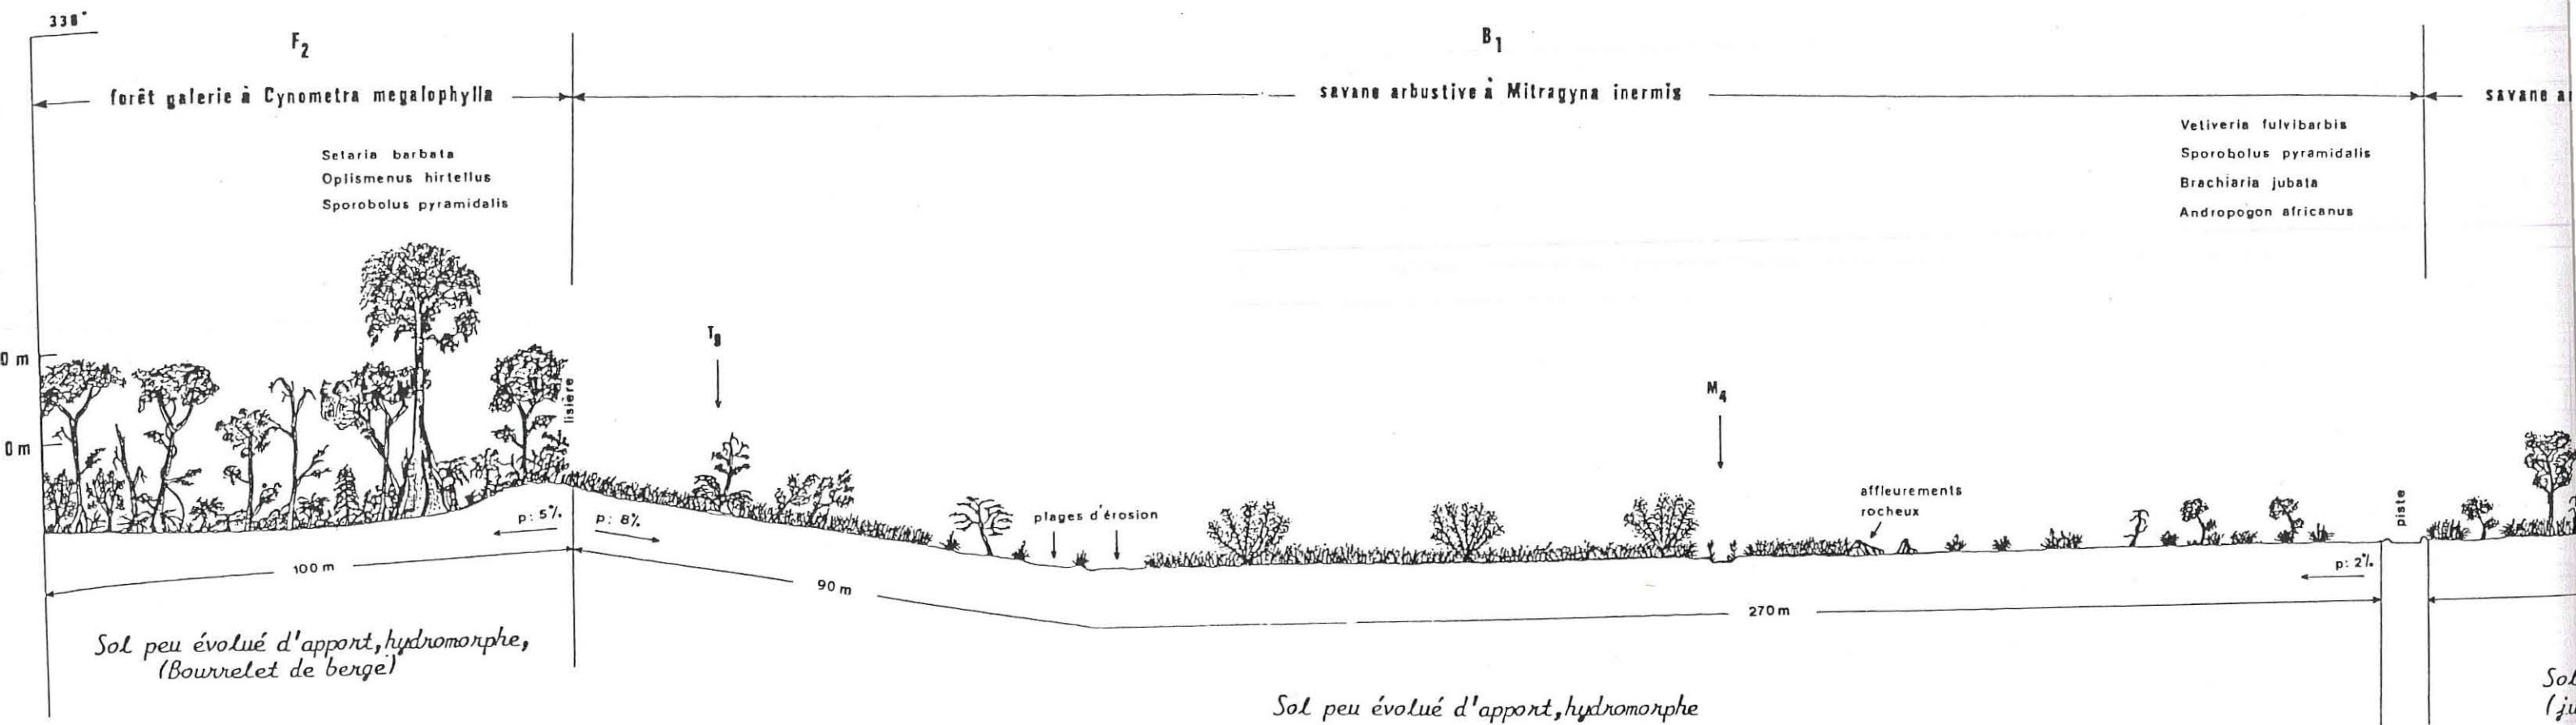 338°
F2
B1
forêt galerie à Cynometra megalophylla
savane arbustive à Mitragyna inermis
savane
Setaria barbata
Oplismenus hirtellus
Sporobolus pyramidalis
Vetiveria fulvibarbis
Sporobolus pyramidalis
Brachiaria jubata
Andropogon africanus
0 m
0 m
lisière
T9
M4
plages d'érosion
affleurements
rocheux
piste
p: 5%
p: 8%
p: 2%
100 m
90 m
270 m
Sol peu évolué d'apport, hydromorphe,
(Bourrelet de berge)
Sol peu évolué d'apport, hydromorphe
Sol